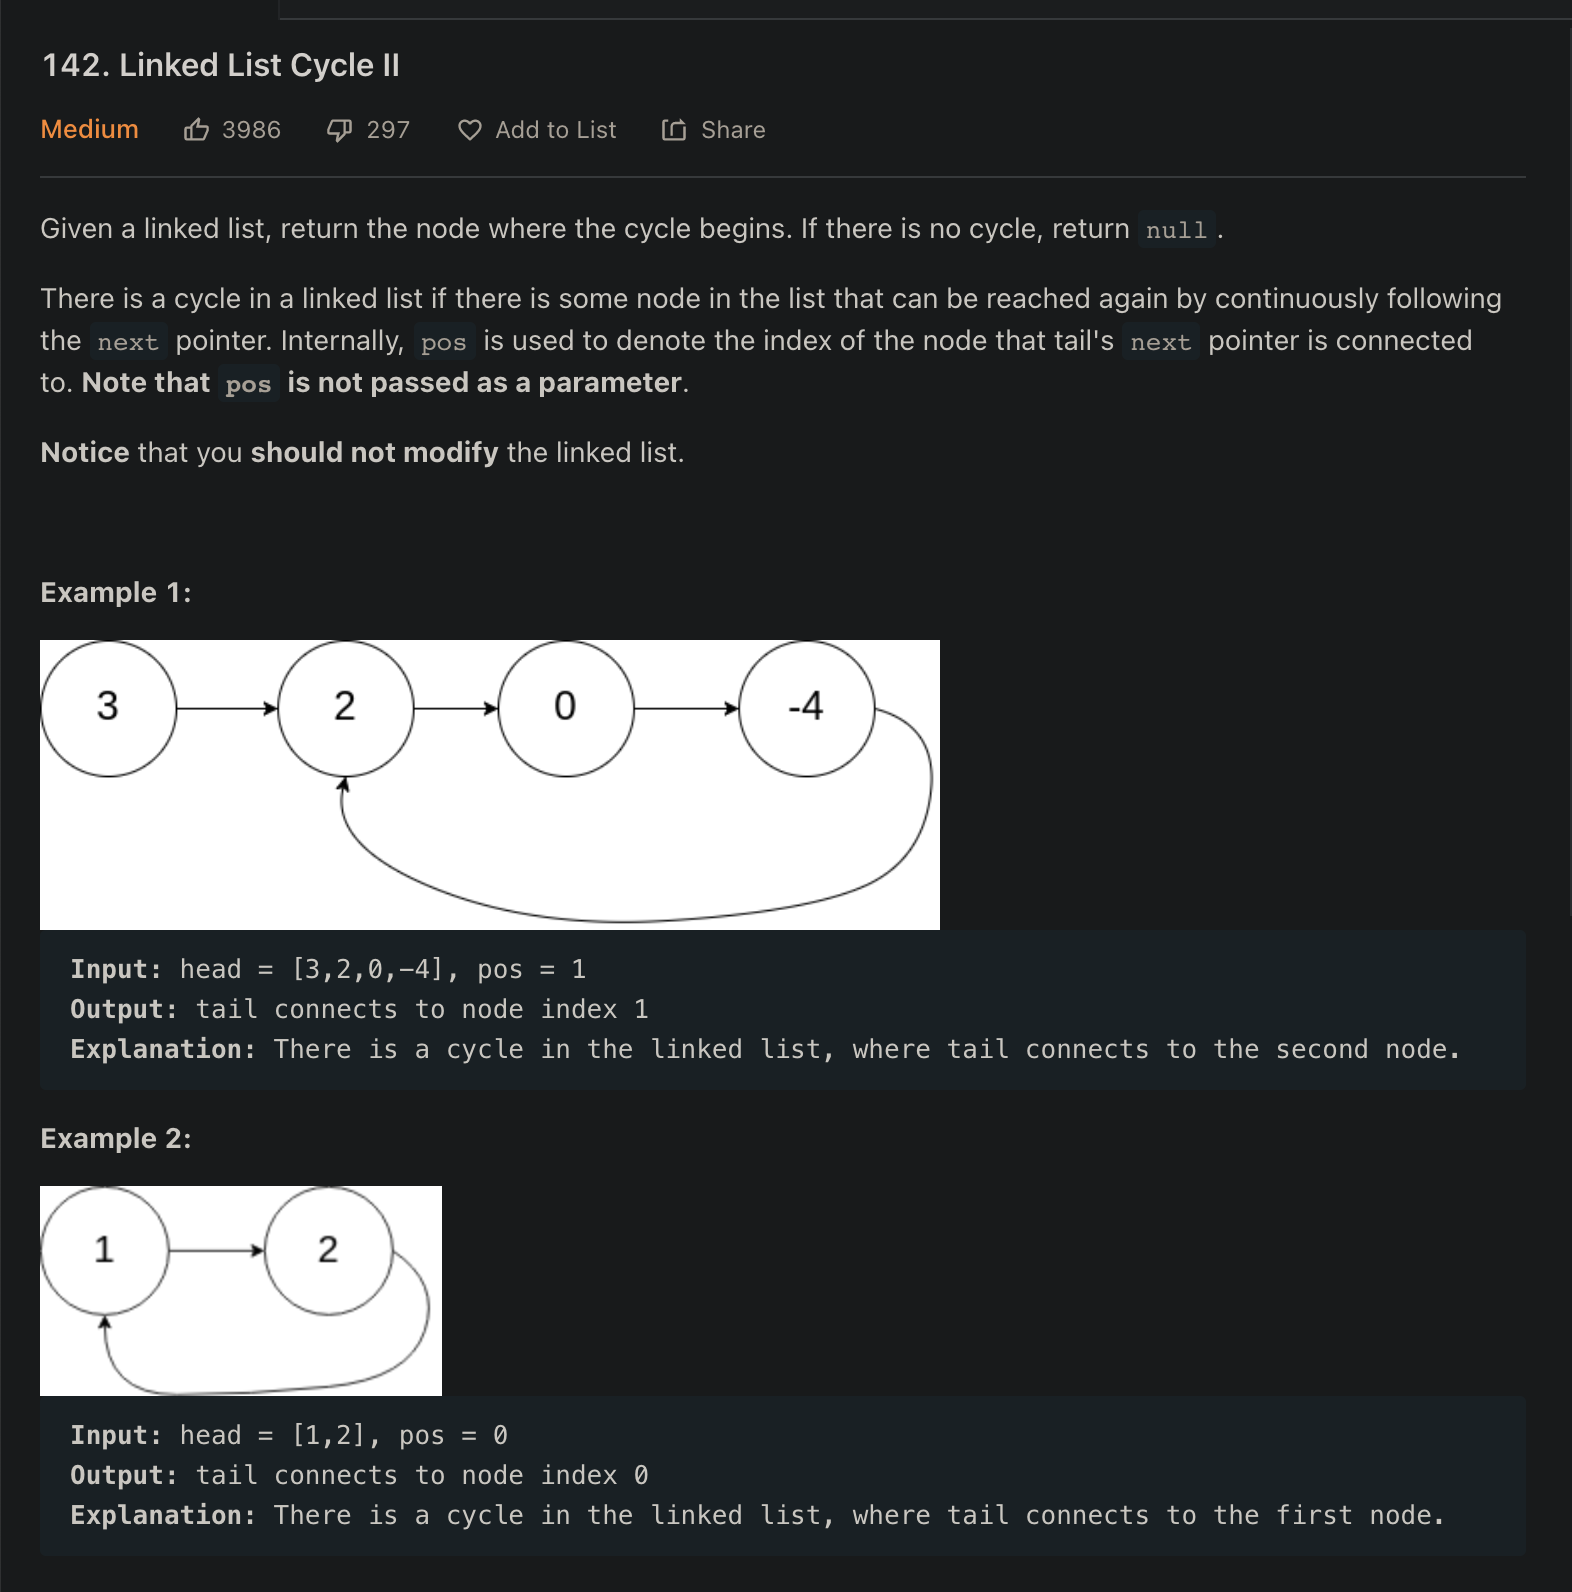 142. Linked List Cycle II
Medium 3986 297 Add to List Share
Given a linked list, return the node where the cycle begins. If there is no cycle, return null.
There is a cycle in a linked list if there is some node in the list that can be reached again by continuously following
the next pointer. Internally, pos is used to denote the index of the node that tail's next pointer is connected
to. Note that pos is not passed as a parameter.
Notice that you should not modify the linked list.
Example 1:
3 2 0 -4
Input: head = [3,2,0,-4], pos = 1
Output: tail connects to node index 1
Explanation: There is a cycle in the linked list, where tail connects to the second node.
Example 2:
1 2
Input: head = [1,2], pos = 0
Output: tail connects to node index 0
Explanation: There is a cycle in the linked list, where tail connects to the first node.